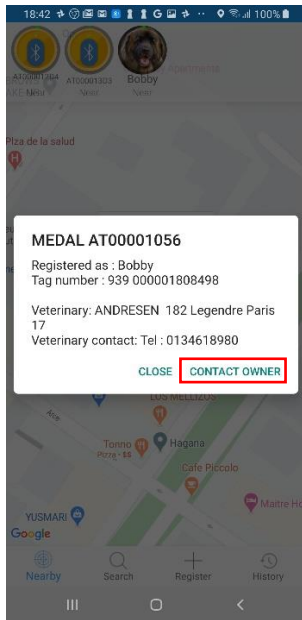 18:42
100%
AT00001304 AT00001303 Bobby
Near Near Near
Apartments
Plza de la salud
MEDAL AT00001056
Registered as : Bobby
Tag number : 939 000001808498
Veterinary: ANDRESEN 182 Legendre Paris
17
Veterinary contact: Tel : 0134618980
CLOSE CONTACT OWNER
LOS MELLIZOS
Tonno
Pizza - $$
Hagana
Cafe Piccolo
Maitre
YUSMARI
Google
Nearby Search Register History